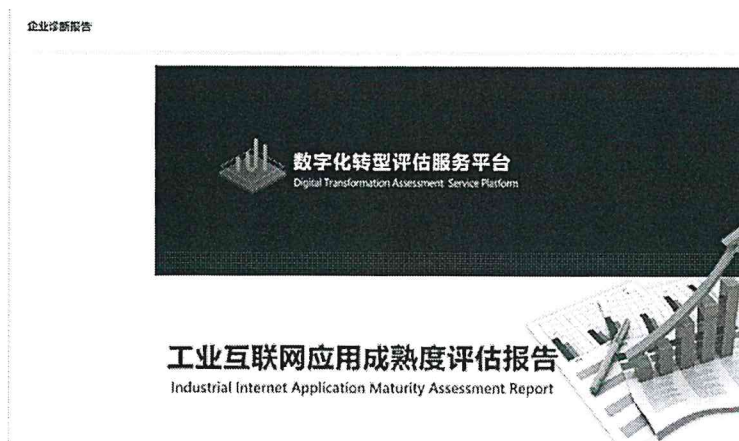 企业诊断报告
数字化转型评估服务平台
Digital Transformation Assessment Service Platform
工业互联网应用成熟度评估报告
Industrial Internet Application Maturity Assessment Report